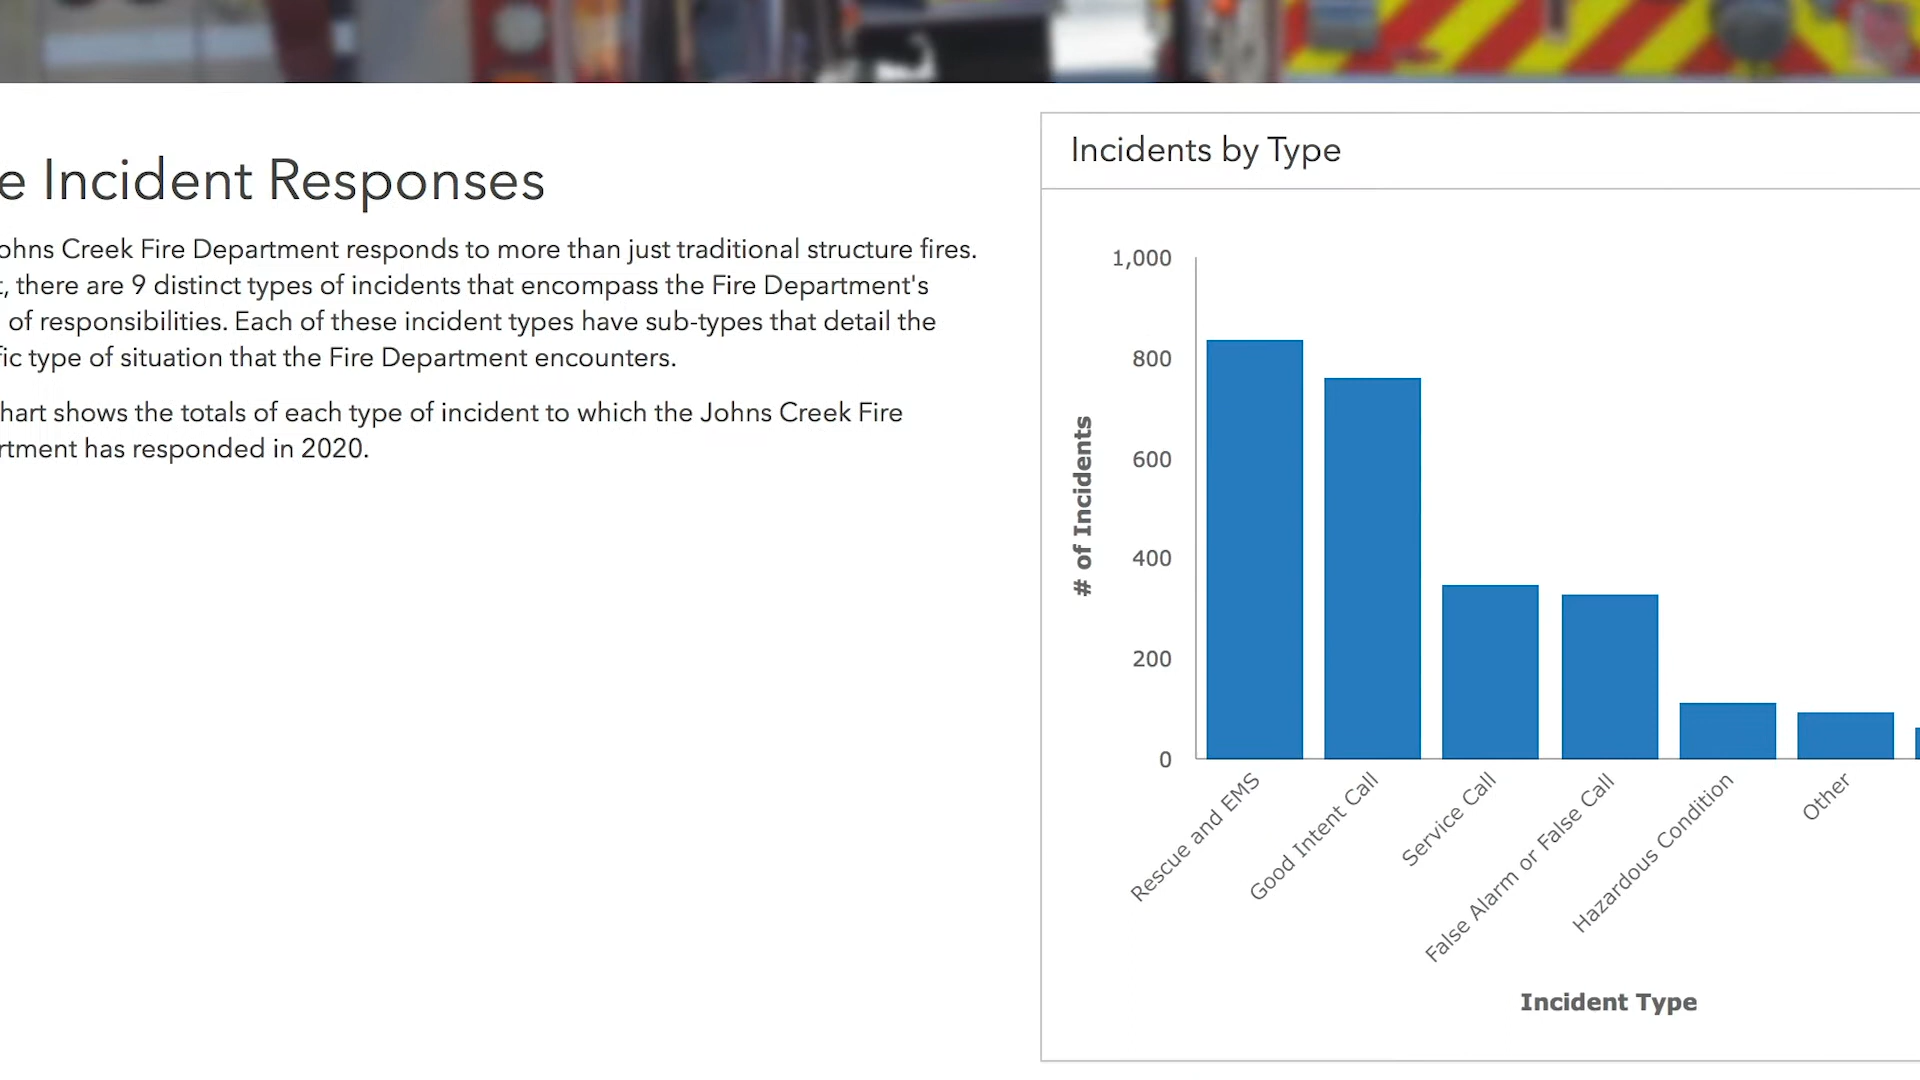 e Incident Responses
ohns Creek Fire Department responds to more than just traditional structure fires.
t, there are 9 distinct types of incidents that encompass the Fire Department's
of responsibilities. Each of these incident types have sub-types that detail the
fic type of situation that the Fire Department encounters.
hart shows the totals of each type of incident to which the Johns Creek Fire
rtment has responded in 2020.
Incidents by Type
1,000
800
600
400
200
0
# of Incidents
Rescue and EMS
Good Intent Call
Service Call
False Alarm or False Call
Hazardous Condition
Other
Incident Type